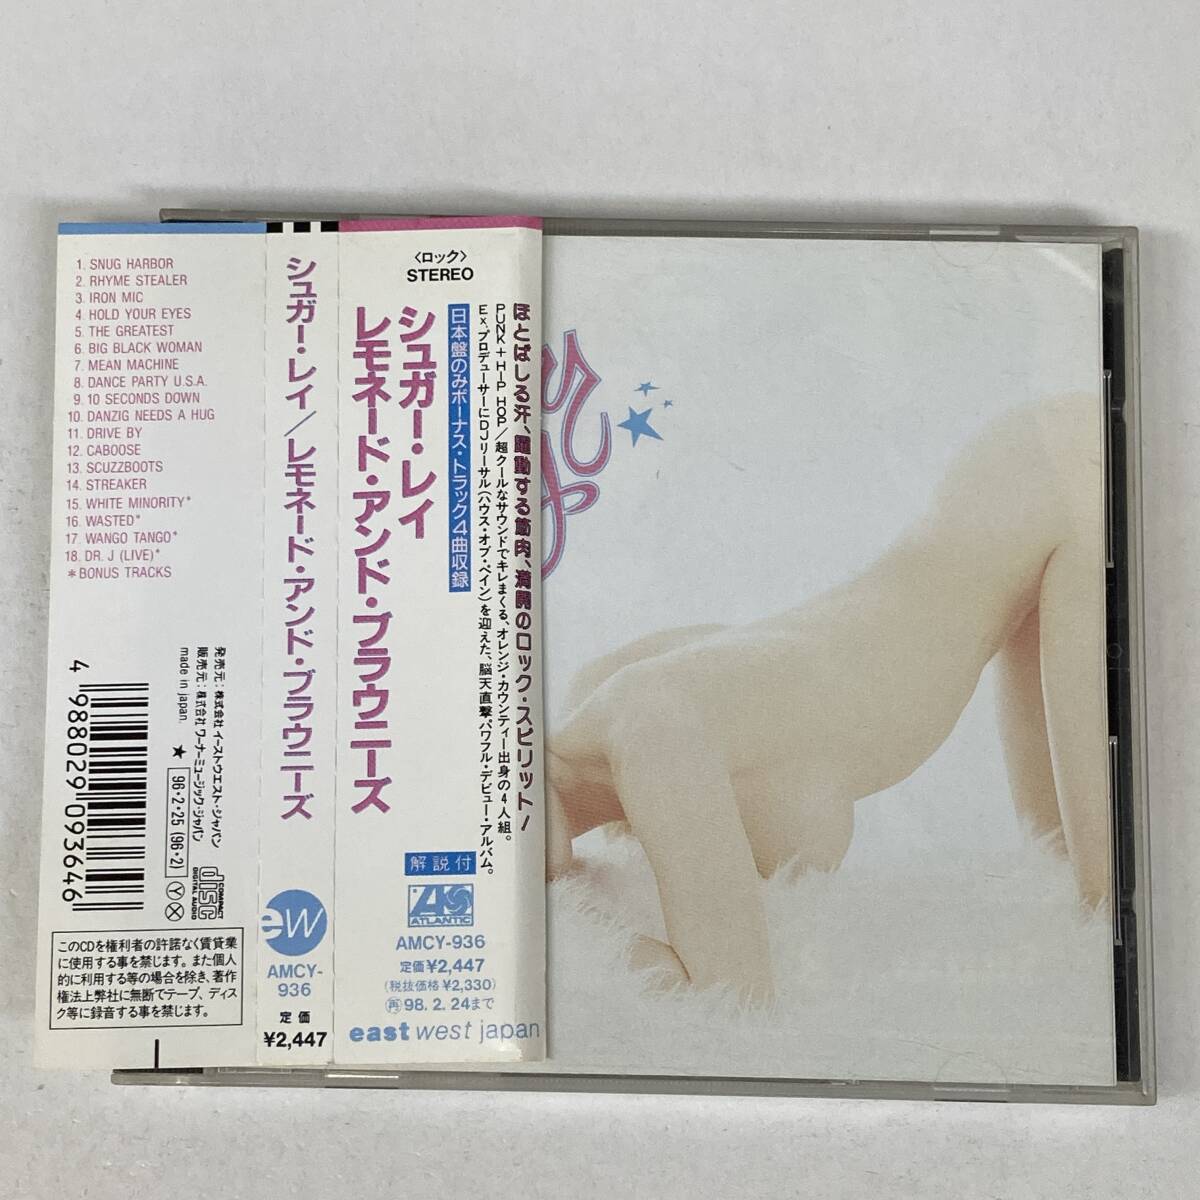 1. SNUG HARBOR
2. RHYME STEALER
3. IRON MIC
4. HOLD YOUR EYES
5. THE GREATEST
6. BIG BLACK WOMAN
7. MEAN MACHINE
8. DANCE PARTY U.S.A.
9. 10 SECONDS DOWN
10. DANZIG NEEDS A HUG
11. DRIVE BY
12. CABOOSE
13. SCUZZBOOTS
14. STREAKER
15. WHITE MINORITY*
16. WASTED*
17. WANGO TANGO*
18. DR. J (LIVE)*
*BONUS TRACKS
4 988029 093646
発売元:株式会社 イーストウエスト・ジャパン
販売元:株式会社 ワーナーミュージック・ジャパン
made in japan.
★ 96・2・25 (96・2) Y X
COMPACT
disc
DIGITAL AUDIO
このCDを権利者の許諾なく賃貸業
に使用する事を禁じます。また個人
的に利用する等の場合を除き、著作
権法上弊社に無断でテープ、ディス
ク等に録音する事を禁じます。
シュガー・レイ/レモネード・アンド・ブラウニーズ
ew
AMCY-
936
定価
¥2,447
〈ロック〉
STEREO
ほとばしる汗、躍動する筋肉、満開のロック・スピリット!
PUNK+HIP HOP/超クールなサウンドでキレまくる、オレンジ・カウンティー出身の4人組。
Ex.プロデューサーにDJリーサル(ハウス・オブ・ペイン)を迎えた、脳天直撃、パワフル・デビュー・アルバム。
日本盤のみボーナス・トラック4曲収録
シュガー・レイ
レモネード・アンド・ブラウニーズ
解説付
ATLANTIC
AMCY-936
定価¥2,447
(税抜価格¥2,330)
再98. 2. 24まで
east west japan